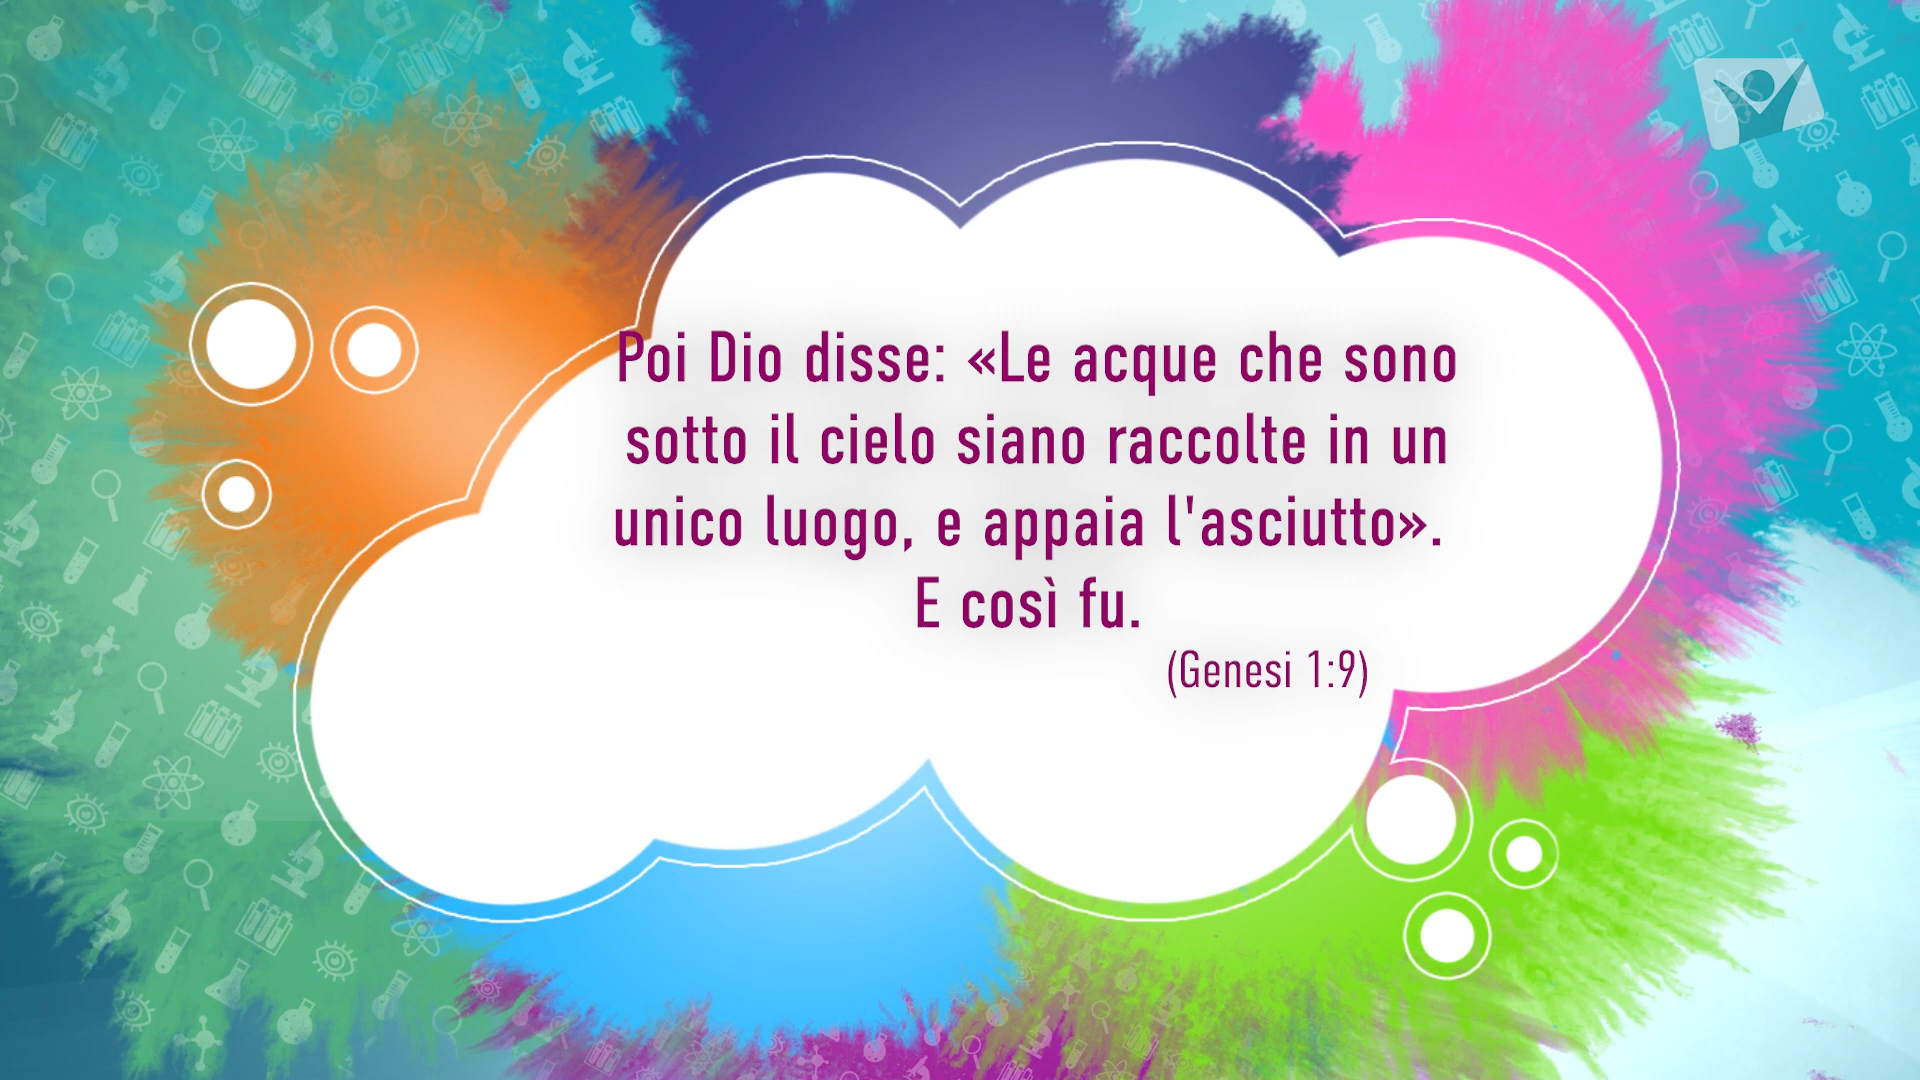 Poi Dio disse: «Le acque che sono
sotto il cielo siano raccolte in un
unico luogo, e appaia l'asciutto».
E così fu.
(Genesi 1:9)